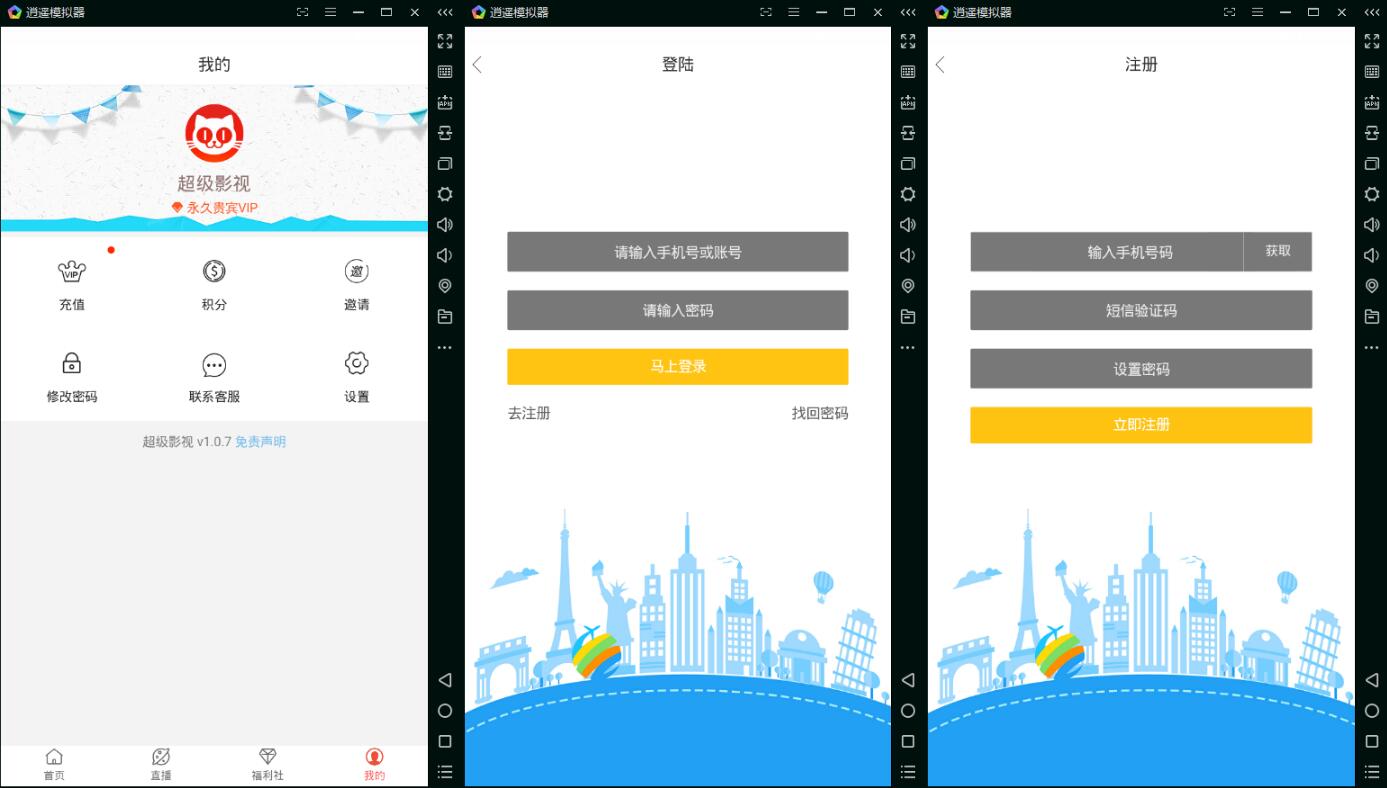 逍遥模拟器
我的
超级影视
永久贵宾VIP
VIP
充值
积分
邀
邀请
修改密码
联系客服
设置
超级影视 v1.0.7 免责声明
首页
直播
福利社
我的
逍遥模拟器
登陆
请输入手机号或账号
请输入密码
马上登录
去注册
找回密码
逍遥模拟器
注册
输入手机号码
获取
短信验证码
设置密码
立即注册